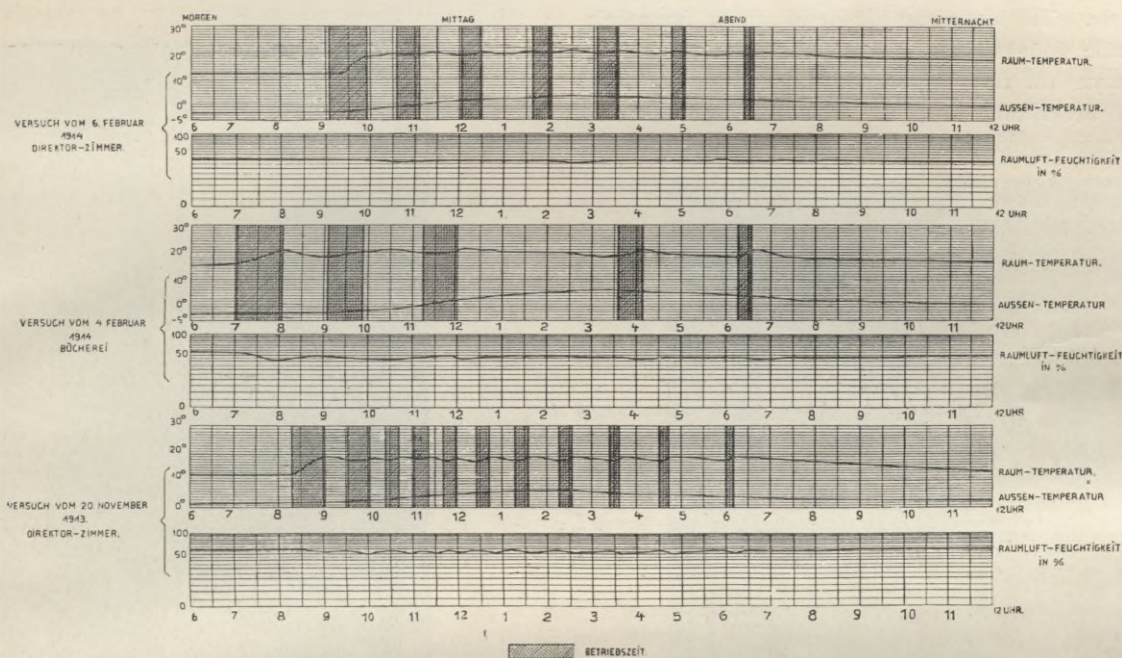 MORGEN MITTAG ABEND MITTERNACHT
30°
20°
10°
0°
-5°
RAUM-TEMPERATUR.
AUSSEN-TEMPERATUR.
6 7 8 9 10 11 12 1 2 3 4 5 6 7 8 9 10 11 12 UHR
VERSUCH VOM 6. FEBRUAR
1914
DIREKTOR-ZIMMER
100
50
0
RAUMLUFT-FEUCHTIGKEIT
IN %
6 7 8 9 10 11 12 1 2 3 4 5 6 7 8 9 10 11 12 UHR
30°
20°
10°
0°
-5°
RAUM-TEMPERATUR.
AUSSEN-TEMPERATUR
6 7 8 9 10 11 12 1 2 3 4 5 6 7 8 9 10 11 12 UHR
VERSUCH VOM 4 FEBRUAR
1914
BÜCHEREI
100
50
0
RAUMLUFT-FEUCHTIGKEIT
IN %
6 7 8 9 10 11 12 1 2 3 4 5 6 7 8 9 10 11 12 UHR
30°
20°
10°
0°
RAUM-TEMPERATUR.
AUSSEN-TEMPERATUR
6 7 8 9 10 11 12 1 2 3 4 5 6 7 8 9 10 11 12 UHR
VERSUCH VOM 20 NOVEMBER
1913.
DIREKTOR-ZIMMER.
100
50
0
RAUMLUFT-FEUCHTIGKEIT
IN %
6 7 8 9 10 11 12 1 2 3 4 5 6 7 8 9 10 11 12 UHR.
BETRIEBSZEIT